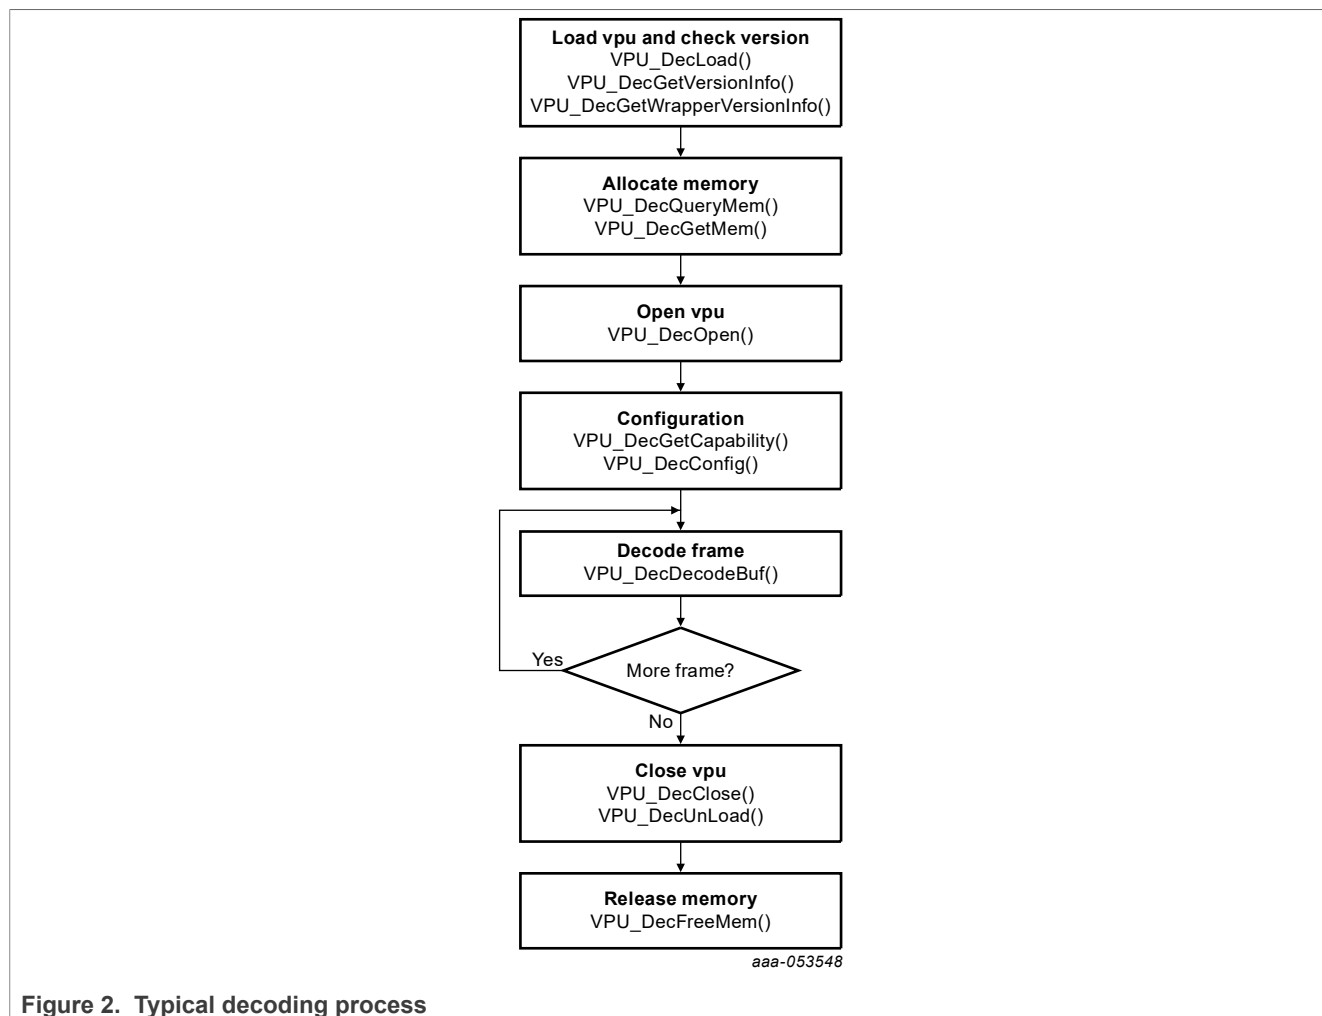 Load vpu and check version
VPU_DecLoad()
VPU_DecGetVersionInfo()
VPU_DecGetWrapperVersionInfo()
Allocate memory
VPU_DecQueryMem()
VPU_DecGetMem()
Open vpu
VPU_DecOpen()
Configuration
VPU_DecGetCapability()
VPU_DecConfig()
Decode frame
VPU_DecDecodeBuf()
Yes
More frame?
No
Close vpu
VPU_DecClose()
VPU_DecUnLoad()
Release memory
VPU_DecFreeMem()
aaa-053548
Figure 2. Typical decoding process